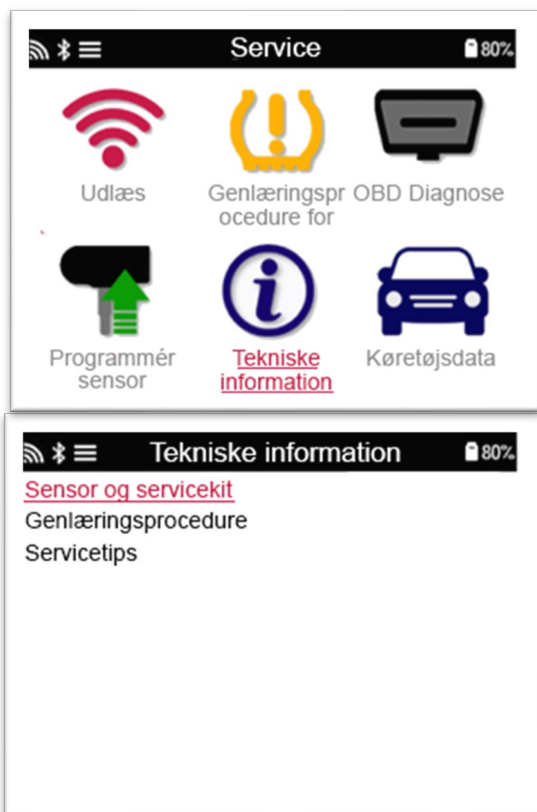 Service
80%
Udlæs
Genlæringspr
ocedure for
OBD Diagnose
Programmér
sensor
Tekniske
information
Køretøjsdata
Tekniske information
80%
Sensor og servicekit
Genlæringsprocedure
Servicetips